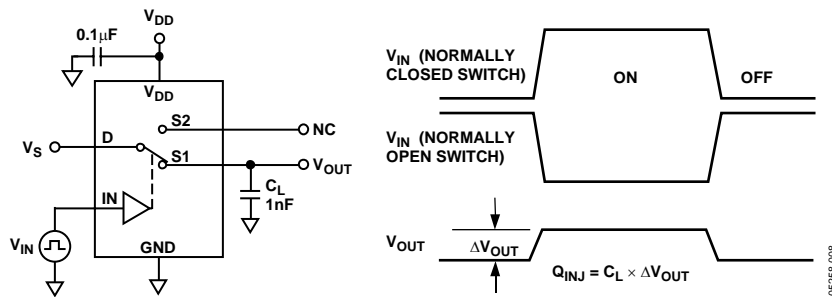 VDD
0.1μF
VDD
S2
NC
VS
D
S1
VOUT
CL
1nF
IN
VIN
GND
VIN (NORMALLY
CLOSED SWITCH)
ON
OFF
VIN (NORMALLY
OPEN SWITCH)
VOUT
ΔVOUT
QINJ = CL × ΔVOUT